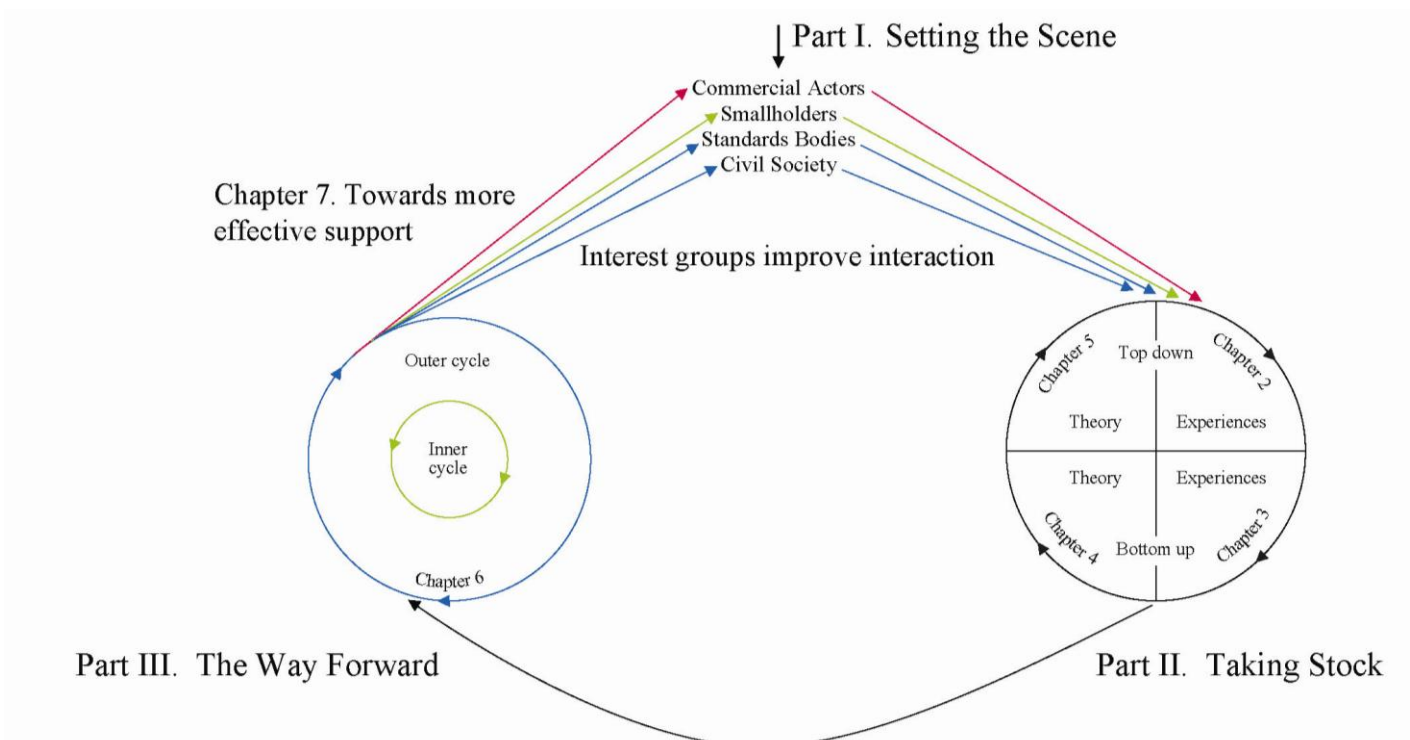 Part I. Setting the Scene
Commercial Actors
Smallholders
Standards Bodies
Civil Society
Chapter 7. Towards more
effective support
Interest groups improve interaction
Outer cycle
Inner
cycle
Chapter 6
Chapter 5
Top down
Chapter 2
Theory
Experiences
Theory
Experiences
Chapter 4
Bottom up
Chapter 3
Part III. The Way Forward
Part II. Taking Stock